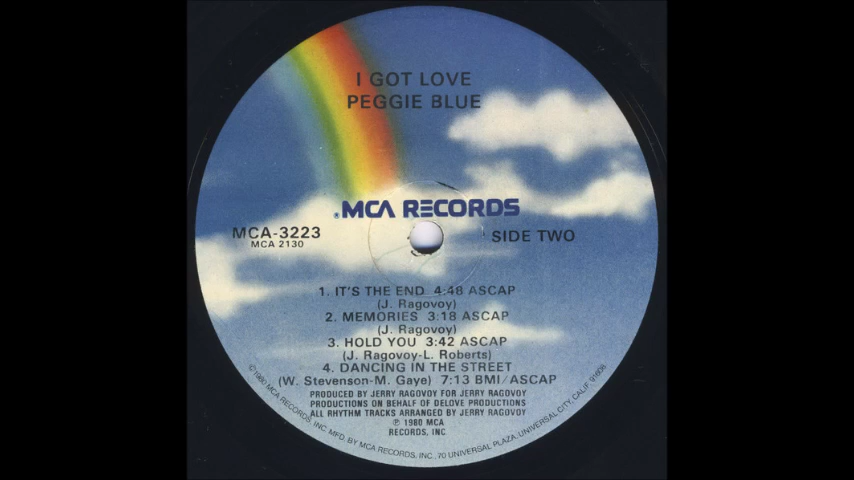 I GOT LOVE
PEGGIE BLUE
®MCA RECORDS
MCA-3223
MCA 2130
SIDE TWO
1. IT'S THE END 4:48 ASCAP
(J. Ragovoy)
2. MEMORIES 3:18 ASCAP
(J. Ragovoy)
3. HOLD YOU 3:42 ASCAP
(J. Ragovoy-L. Roberts)
4. DANCING IN THE STREET
(W. Stevenson-M. Gaye) 7:13 BMI/ASCAP
PRODUCED BY JERRY RAGOVOY FOR JERRY RAGOVOY
PRODUCTIONS ON BEHALF OF DELOVE PRODUCTIONS
ALL RHYTHM TRACKS ARRANGED BY JERRY RAGOVOY
℗ 1980 MCA
RECORDS, INC
©1980 MCA RECORDS, INC. MFD. BY MCA RECORDS, INC., 70 UNIVERSAL PLAZA, UNIVERSAL CITY, CALIF. 91608